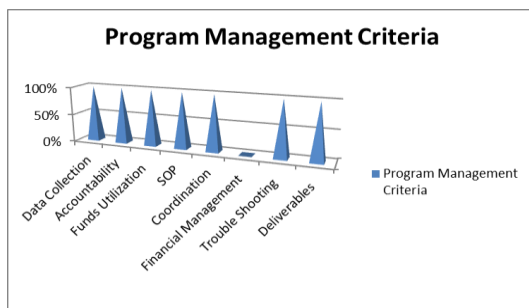 Program Management Criteria
100%
50%
0%
Data Collection
Accountability
Funds Utilization
SOP
Coordination
Financial Management
Trouble Shooting
Deliverables
Program Management
Criteria